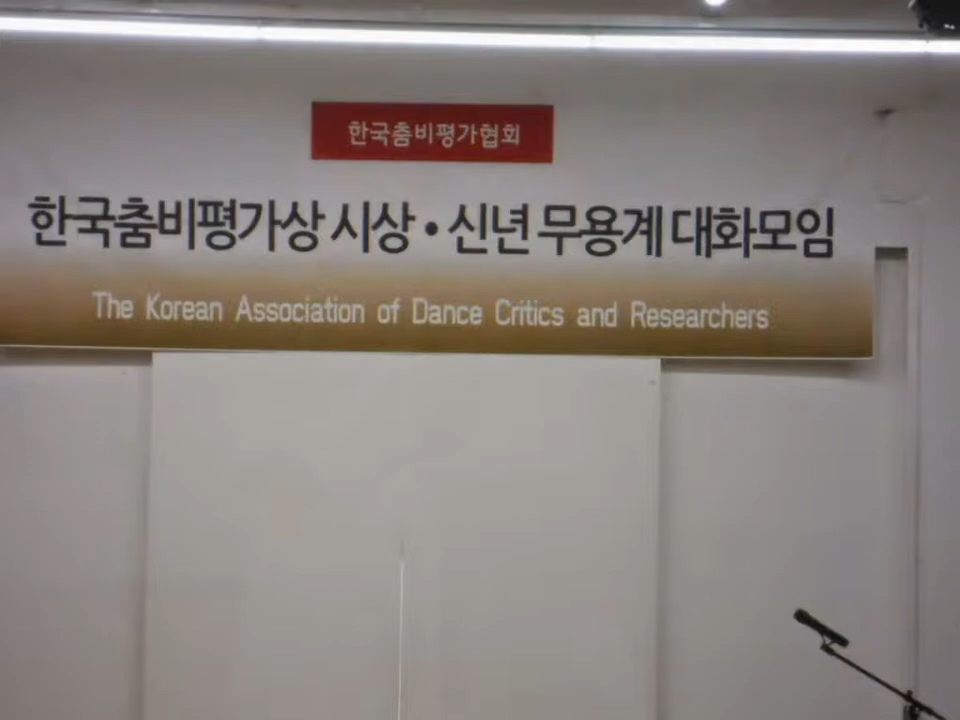 한국춤비평가협회
한국춤비평가상 시상 • 신년 무용계 대화모임
The Korean Association of Dance Critics and Researchers